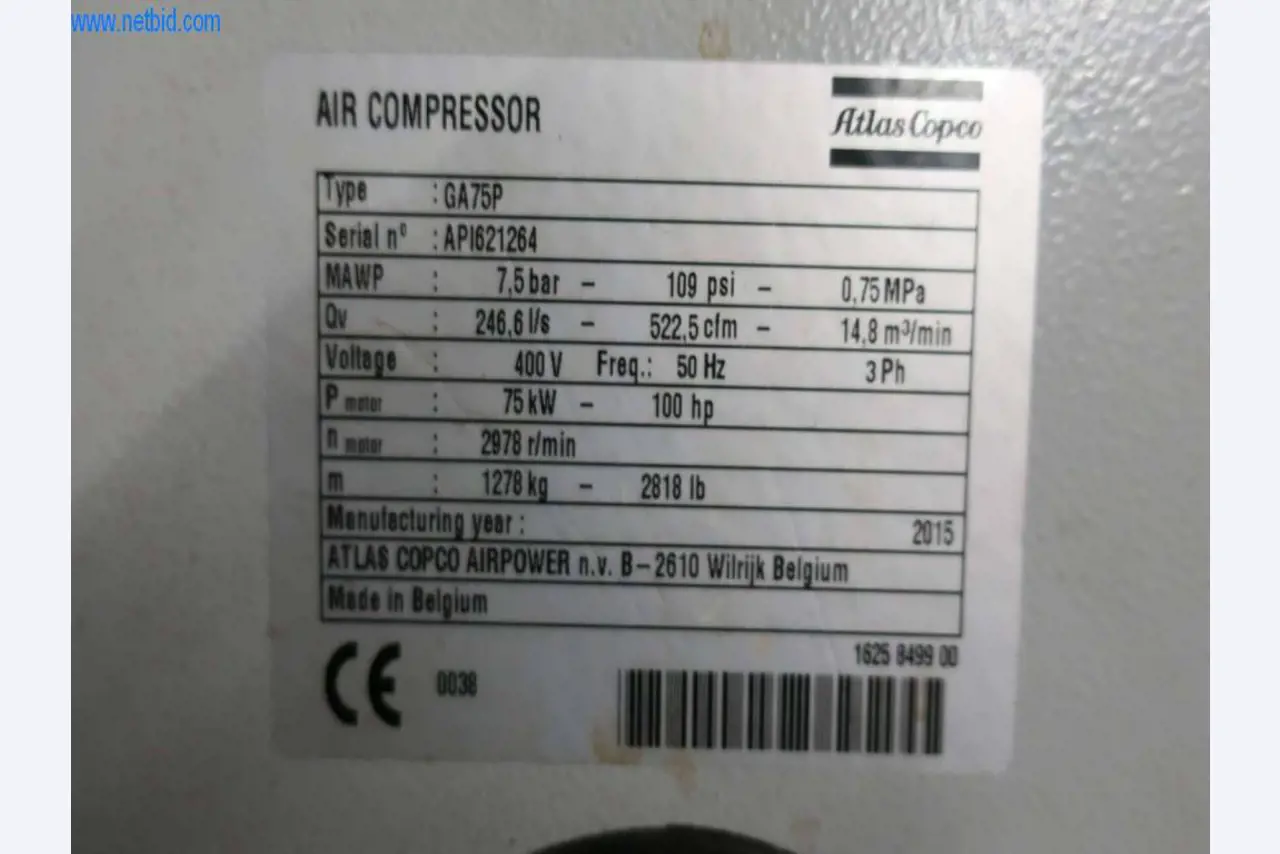 www.netbid.com
AIR COMPRESSOR
Atlas Copco
Type : GA75P
Serial nº : API621264
MAWP : 7,5 bar – 109 psi – 0,75 MPa
Qv : 246,6 l/s – 522,5 cfm – 14,8 m³/min
Voltage : 400 V Freq.: 50 Hz 3 Ph
P motor : 75 kW – 100 hp
n motor : 2978 r/min
m : 1278 kg – 2818 lb
Manufacturing year : 2015
ATLAS COPCO AIRPOWER n.v. B–2610 Wilrijk Belgium
Made in Belgium
1625 8499 00
CE 0038